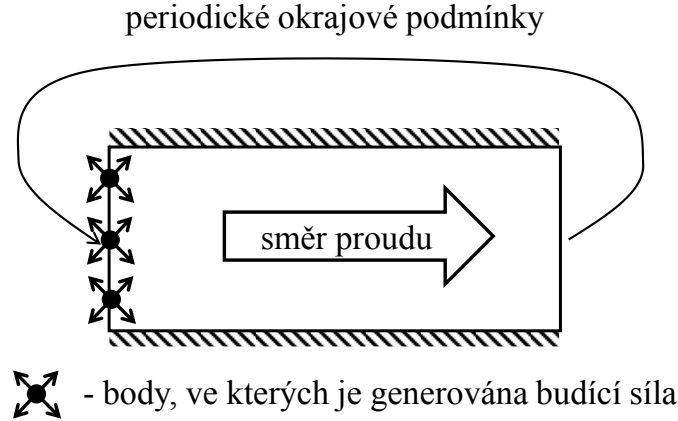 periodické okrajové podmínky
směr proudu
- body, ve kterých je generována budící síla